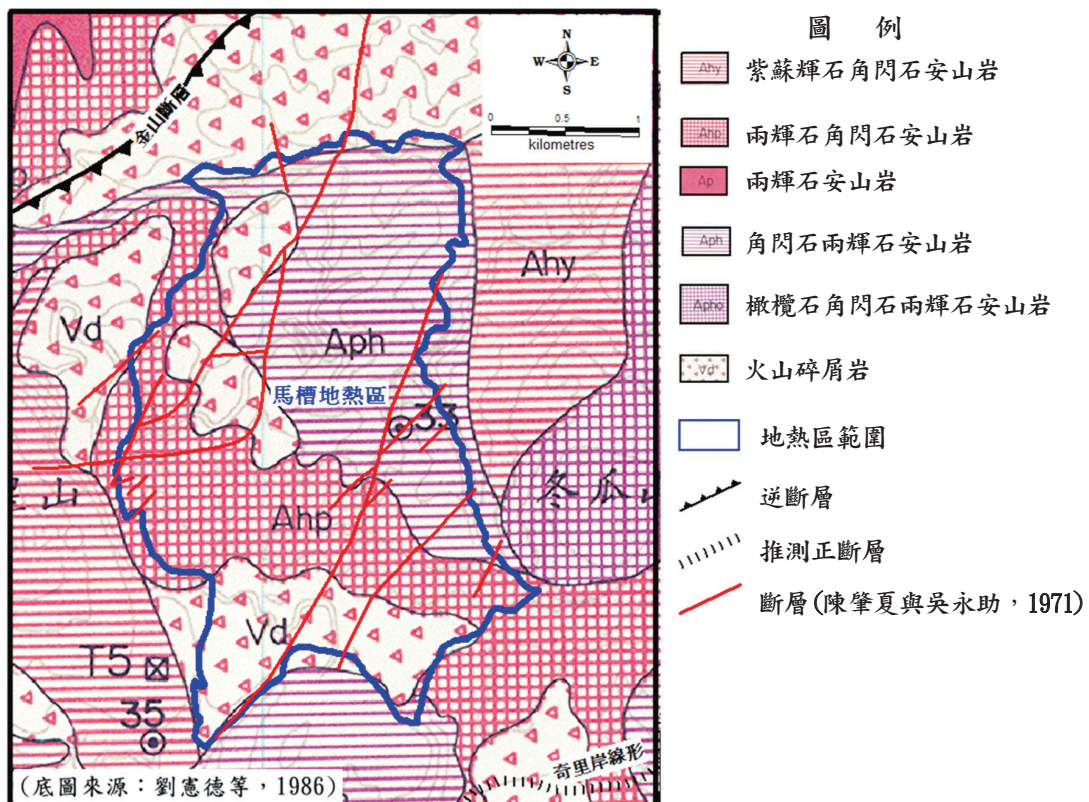 N
W E
S
0 0.5 1
kilometres
金山斷層
Vd
Ahy
Aph
馬槽地熱區
3.3
星山
冬瓜山
Ahp
Vd
T5
35
奇里岸線形
(底圖來源：劉憲德等，1986)
圖 例
Ahy 紫蘇輝石角閃石安山岩
Ahp 兩輝石角閃石安山岩
Ap 兩輝石安山岩
Aph 角閃石兩輝石安山岩
Apho 橄欖石角閃石兩輝石安山岩
Vd 火山碎屑岩
地熱區範圍
逆斷層
推測正斷層
斷層(陳肇夏與吳永助，1971)